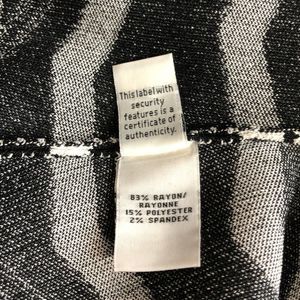 This label with
security
features is a
certificate of
authenticity.
83% RAYON/
RAYONNE
15% POLYESTER
2% SPANDEX